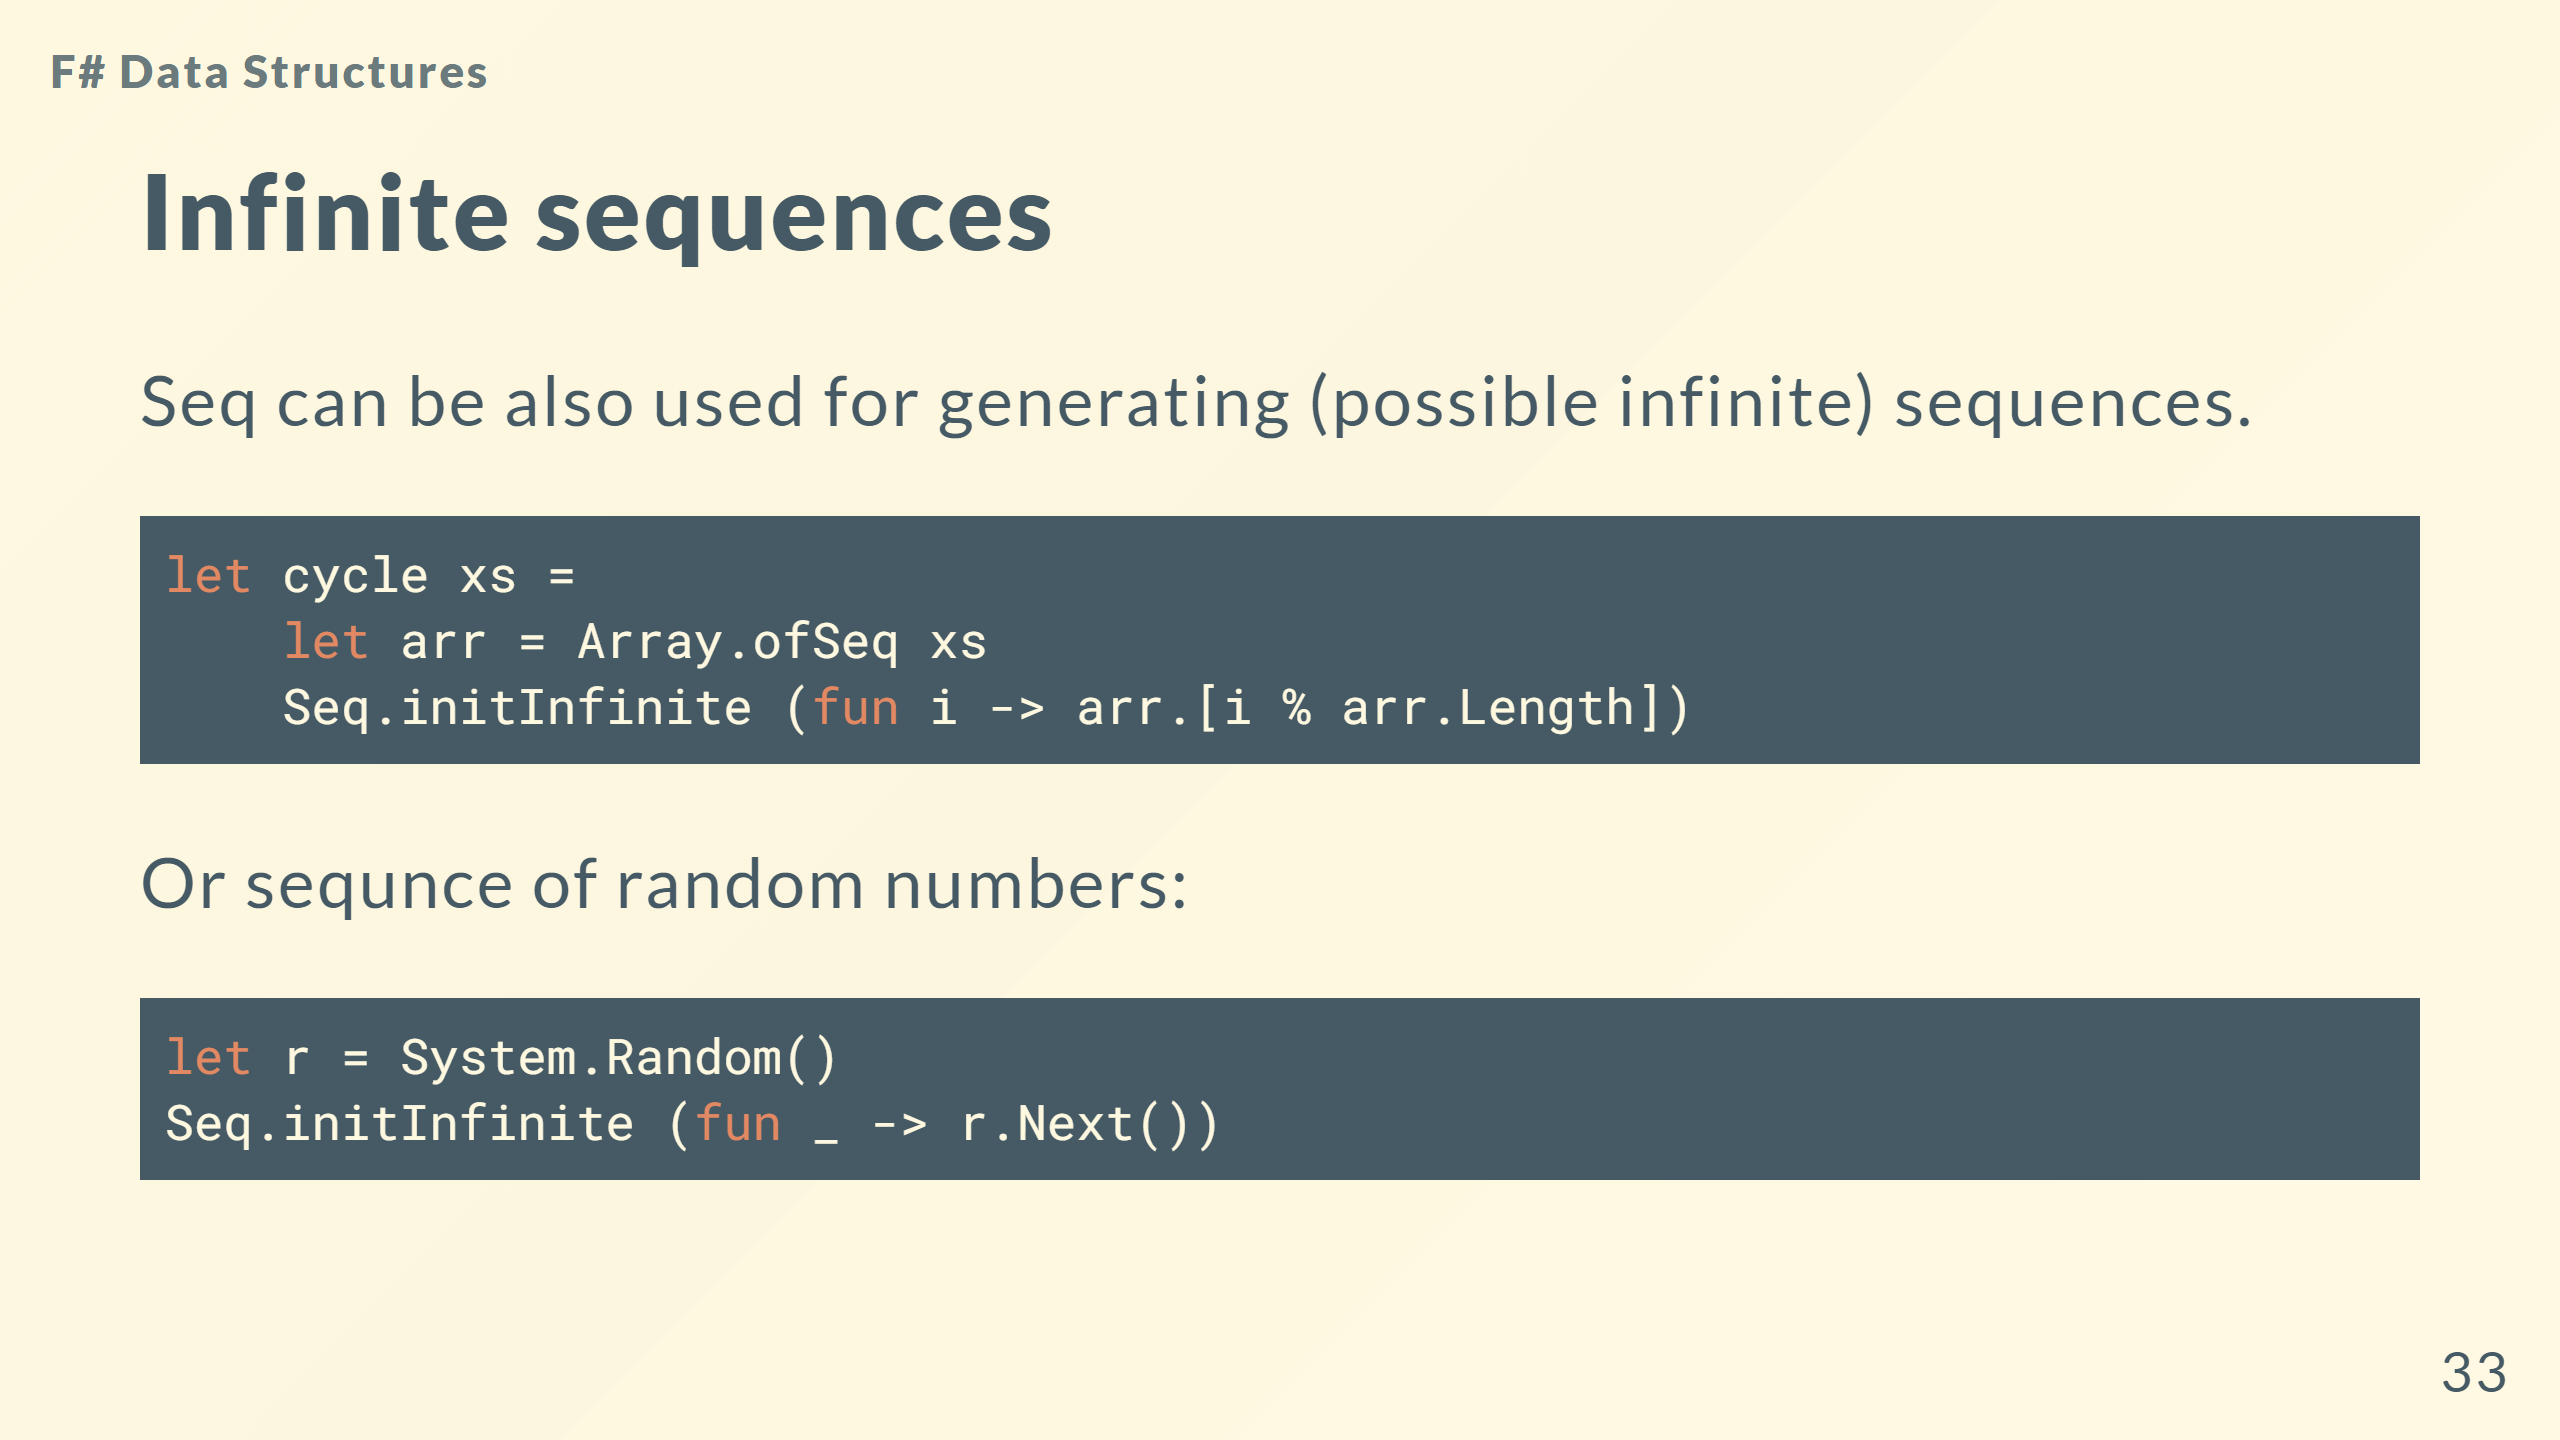 F# Data Structures
Infinite sequences
Seq can be also used for generating (possible infinite) sequences.
let cycle xs =
    let arr = Array.ofSeq xs
    Seq.initInfinite (fun i -> arr.[i % arr.Length])
Or sequnce of random numbers:
let r = System.Random()
Seq.initInfinite (fun _ -> r.Next())
33